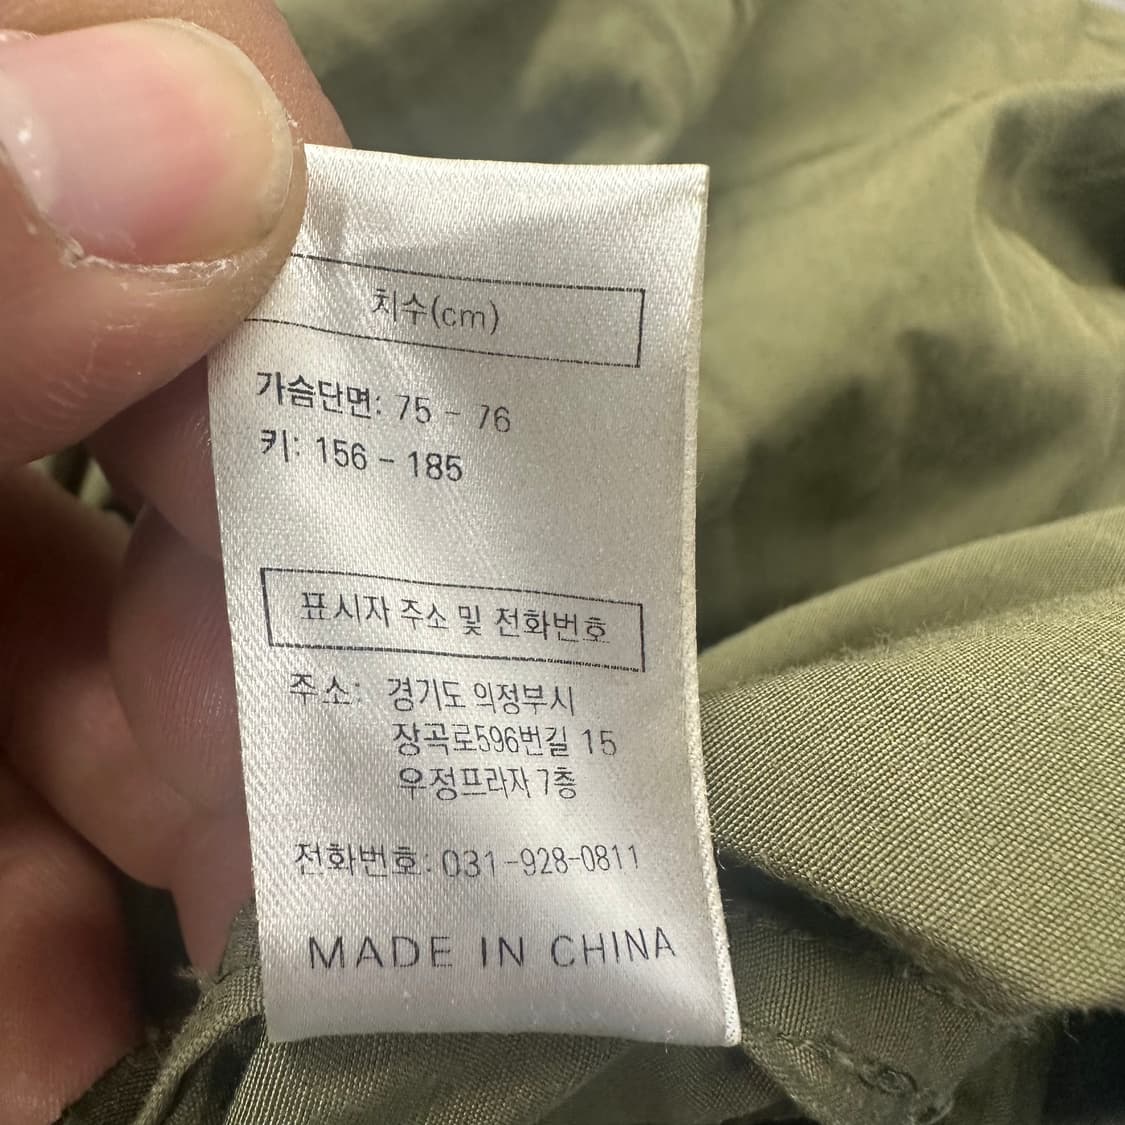 치수(cm)
가슴단면: 75 - 76
키: 156 - 185
표시자 주소 및 전화번호
주소: 경기도 의정부시
장곡로596번길 15
우정프라자 7층
전화번호: 031-928-0811
MADE IN CHINA